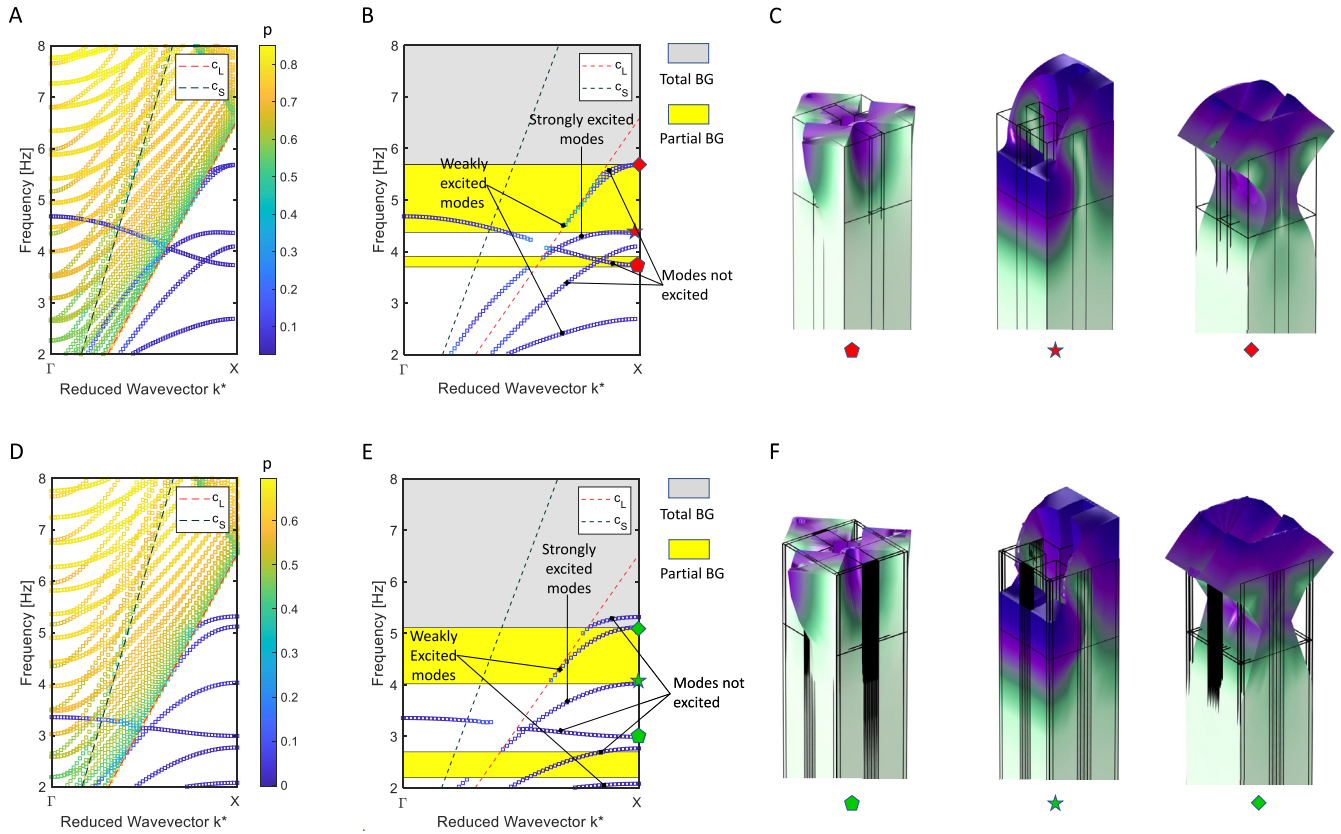 A
B
C
p
8
7
6
5
4
3
2
Frequency [Hz]
c_L
c_S
0.8
0.7
0.6
0.5
0.4
0.3
0.2
0.1
Γ
X
Reduced Wavevector k*
8
7
6
5
4
3
2
Frequency [Hz]
c_L
c_S
Strongly excited
modes
Weakly
excited
modes
Modes not
excited
Γ
X
Reduced Wavevector k*
Total BG
Partial BG
D
E
F
p
8
7
6
5
4
3
2
Frequency [Hz]
c_L
c_S
0.6
0.5
0.4
0.3
0.2
0.1
0
Γ
X
Reduced Wavevector k*
8
7
6
5
4
3
2
Frequency [Hz]
c_L
c_S
Strongly
excited
modes
Weakly
Excited
modes
Modes not
excited
Γ
X
Reduced Wavevector k*
Total BG
Partial BG